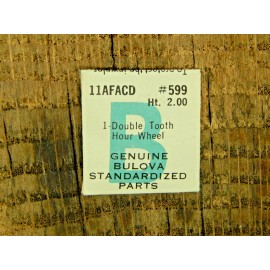 11AFACD #599
Ht. 2.00
B
1-Double Tooth
Hour Wheel
GENUINE
BULOVA
STANDARDIZED
PARTS